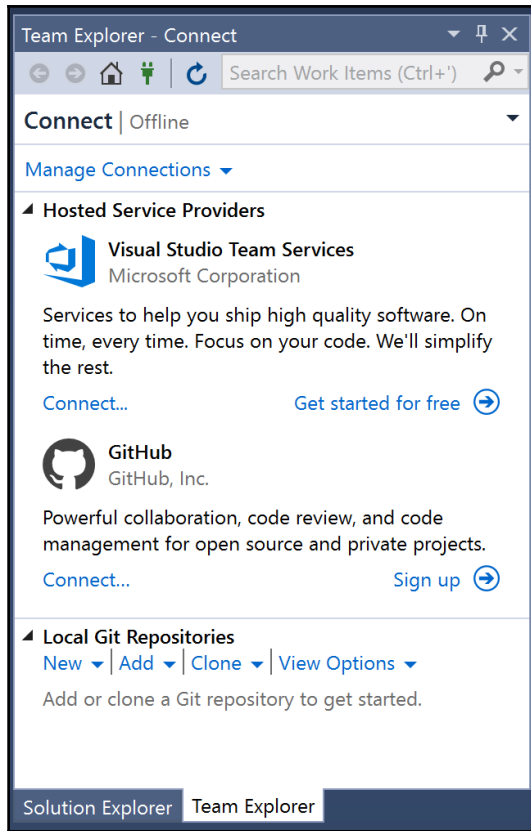 Team Explorer - Connect
Search Work Items (Ctrl+')
Connect | Offline
Manage Connections
Hosted Service Providers
Visual Studio Team Services
Microsoft Corporation
Services to help you ship high quality software. On
time, every time. Focus on your code. We'll simplify
the rest.
Connect... Get started for free
GitHub
GitHub, Inc.
Powerful collaboration, code review, and code
management for open source and private projects.
Connect... Sign up
Local Git Repositories
New | Add | Clone | View Options
Add or clone a Git repository to get started.
Solution Explorer Team Explorer